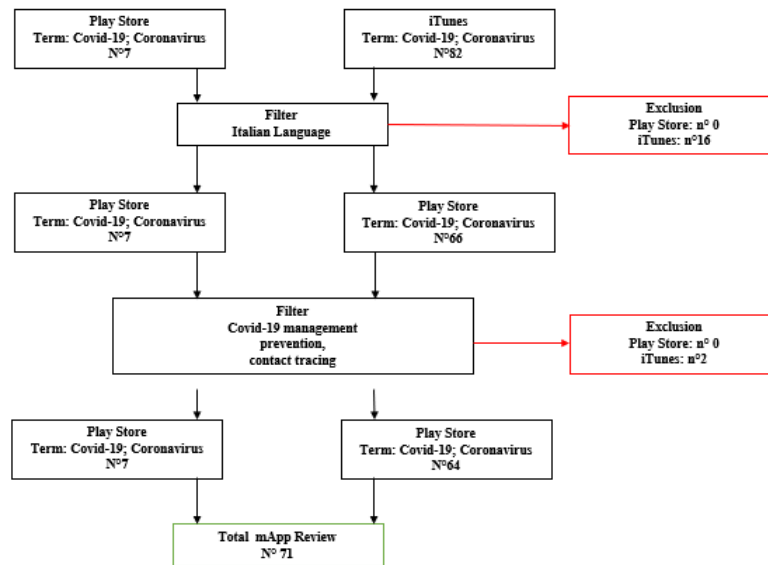 Play Store
Term: Covid-19; Coronavirus
N°7
iTunes
Term: Covid-19; Coronavirus
N°82
Filter
Italian Language
Exclusion
Play Store: n° 0
iTunes: n°16
Play Store
Term: Covid-19; Coronavirus
N°7
Play Store
Term: Covid-19; Coronavirus
N°66
Filter
Covid-19 management
prevention,
contact tracing
Exclusion
Play Store: n° 0
iTunes: n°2
Play Store
Term: Covid-19; Coronavirus
N°7
Play Store
Term: Covid-19; Coronavirus
N°64
Total mApp Review
N° 71